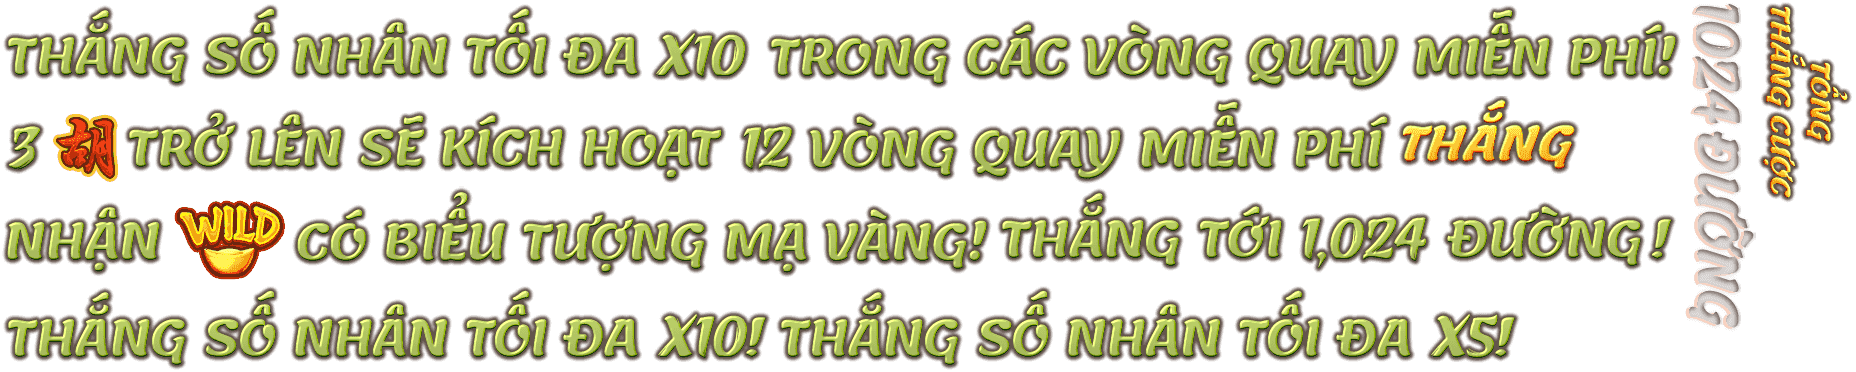 THẮNG SỐ NHÂN TỐI ĐA X10 TRONG CÁC VÒNG QUAY MIỄN PHÍ!
3 胡 TRỞ LÊN SẼ KÍCH HOẠT 12 VÒNG QUAY MIỄN PHÍ THẮNG
NHẬN WILD CÓ BIỂU TƯỢNG MẠ VÀNG! THẮNG TỚI 1,024 ĐƯỜNG!
THẮNG SỐ NHÂN TỐI ĐA X10! THẮNG SỐ NHÂN TỐI ĐA X5!
1024 ĐƯỜNG
TỔNG
THẮNG CƯỢC